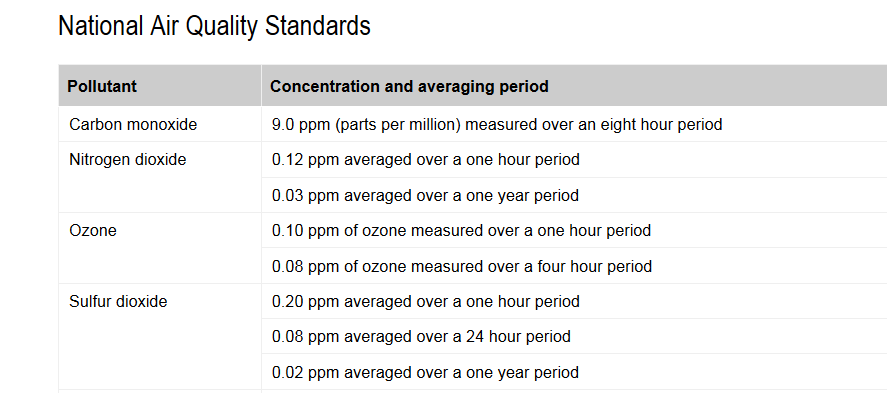 National Air Quality Standards
Pollutant Concentration and averaging period
Carbon monoxide 9.0 ppm (parts per million) measured over an eight hour period
Nitrogen dioxide 0.12 ppm averaged over a one hour period
0.03 ppm averaged over a one year period
Ozone 0.10 ppm of ozone measured over a one hour period
0.08 ppm of ozone measured over a four hour period
Sulfur dioxide 0.20 ppm averaged over a one hour period
0.08 ppm averaged over a 24 hour period
0.02 ppm averaged over a one year period